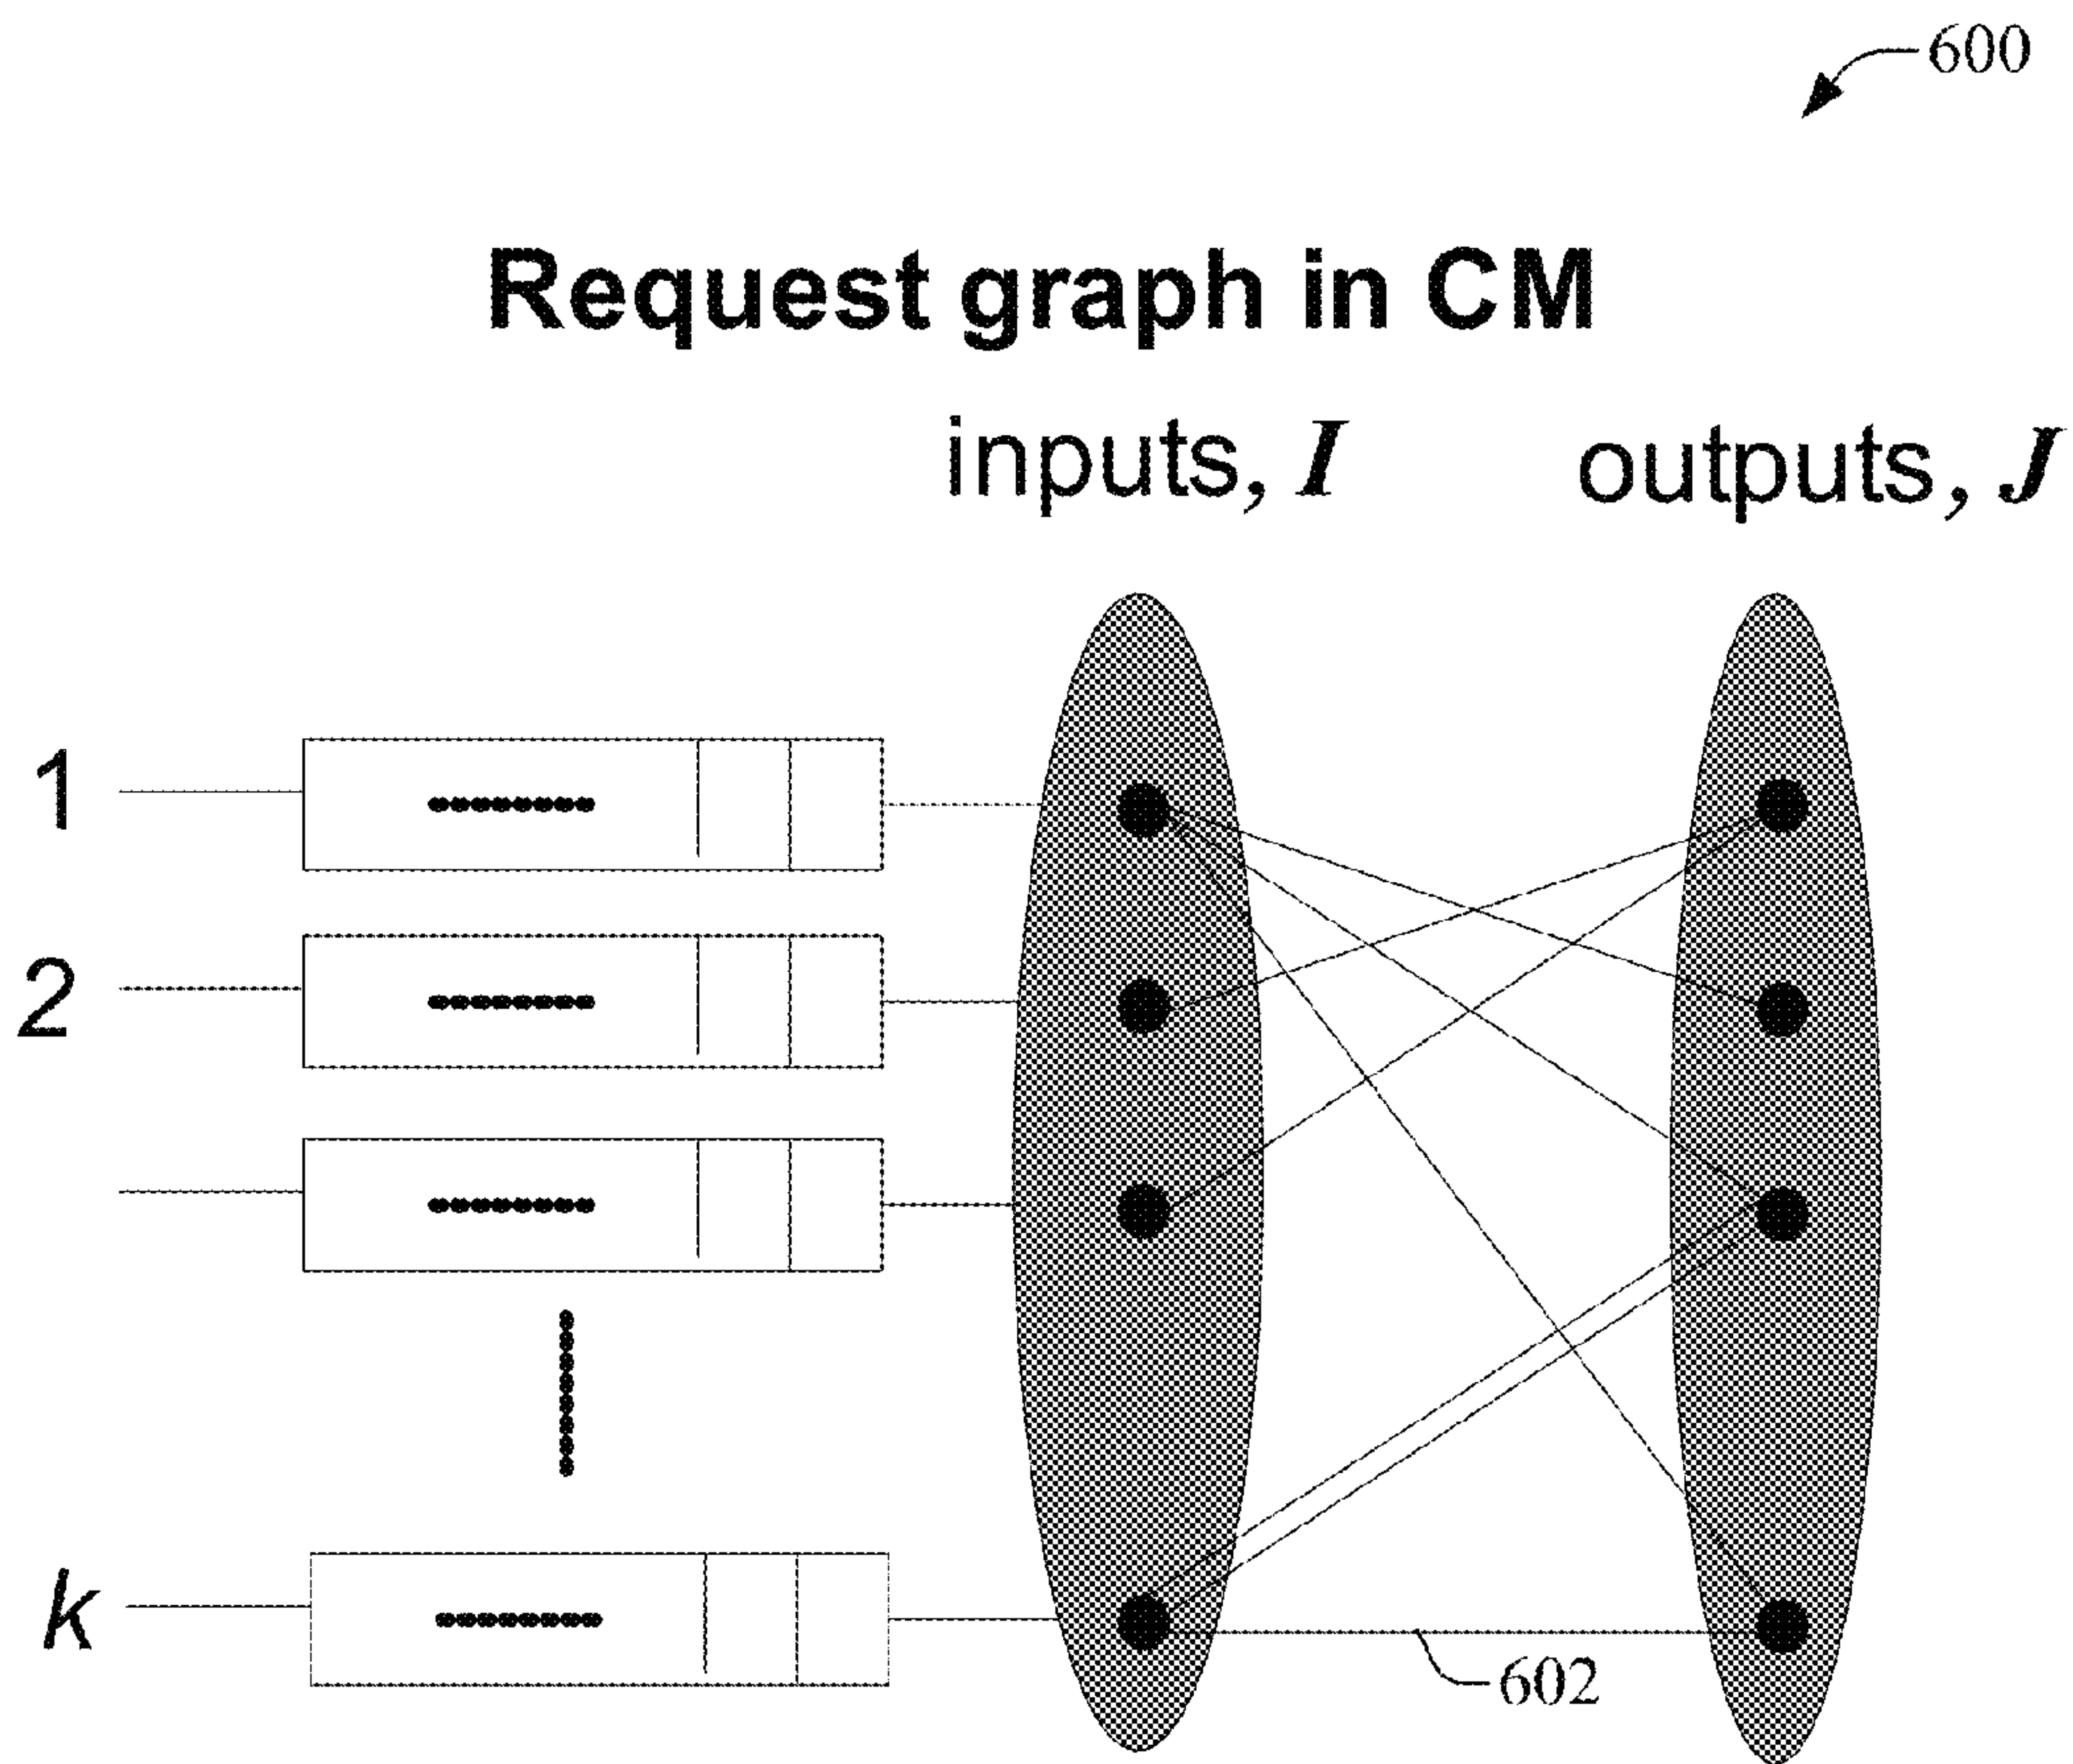 600
Request graph in CM
inputs, I outputs, J
1
2
k
602